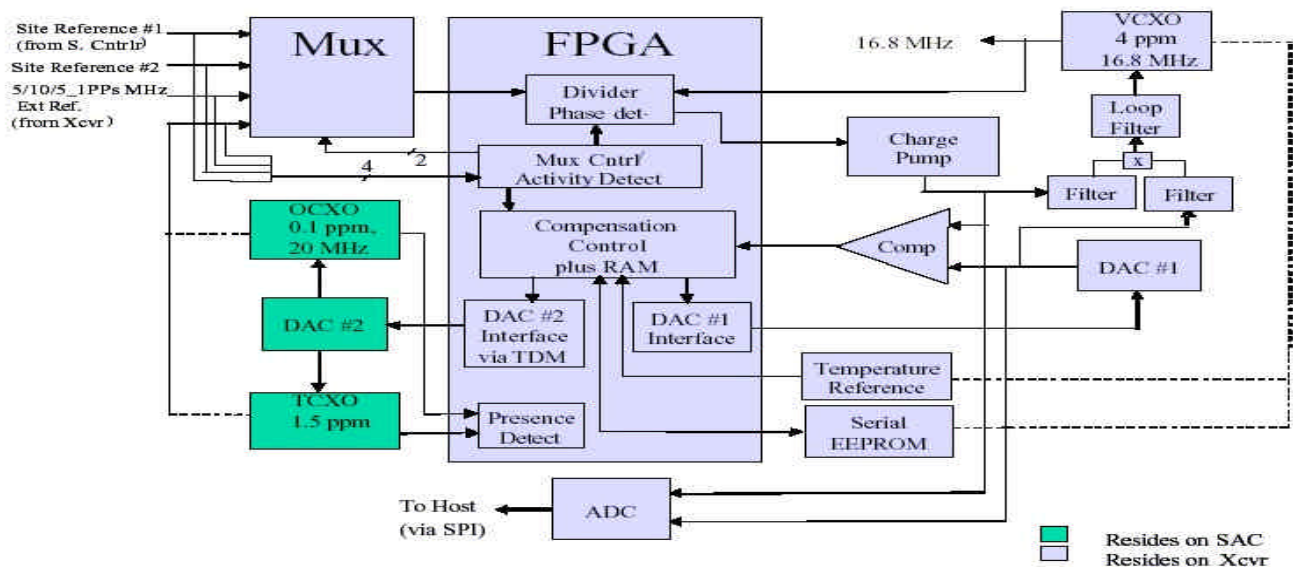 Site Reference #1
(from S. Cntrlr)
Site Reference #2
5/10/5_1PPs MHz
Ext Ref.
(from Xcvr)
Mux
FPGA
Divider
Phase det-
Mux Cntrl/
Activity Detect
2
4
Compensation
Control
plus RAM
DAC #2
Interface
via TDM
DAC #1
Interface
Presence
Detect
OCXO
0.1 ppm,
20 MHz
DAC #2
TCXO
1.5 ppm
16.8 MHz
VCXO
4 ppm
16.8 MHz
Loop
Filter
x
Filter
Filter
Charge
Pump
Comp
DAC #1
Temperature
Reference
Serial
EEPROM
To Host
(via SPI)
ADC
Resides on SAC
Resides on Xcvr